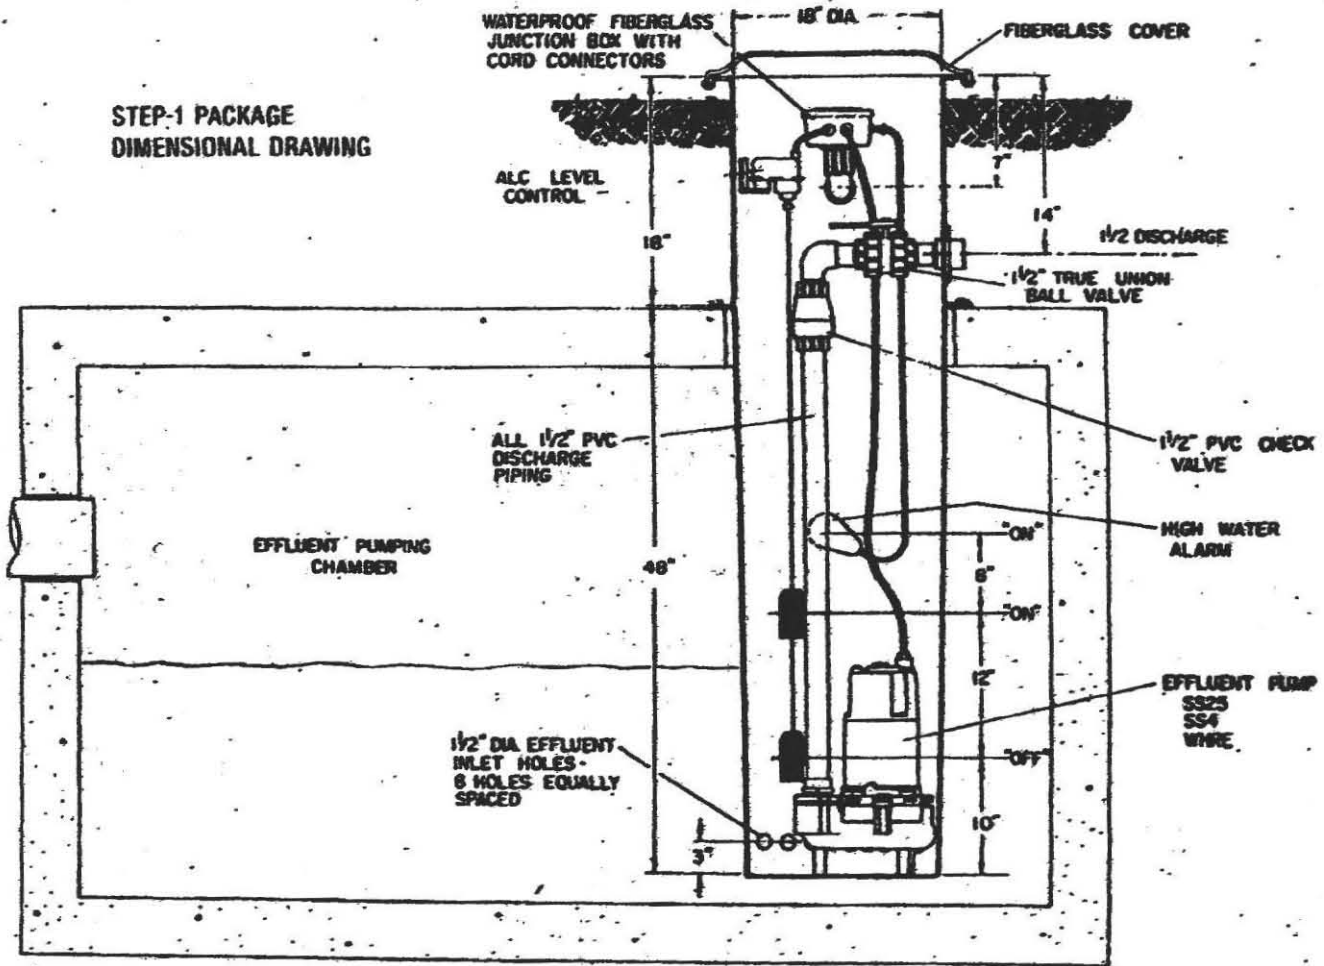 WATERPROOF FIBERGLASS
JUNCTION BOX WITH
CORD CONNECTORS
18" DIA.
FIBERGLASS COVER
STEP-1 PACKAGE
DIMENSIONAL DRAWING
ALC LEVEL
CONTROL
7"
14"
18"
1½ DISCHARGE
1½" TRUE UNION
BALL VALVE
ALL 1½" PVC
DISCHARGE
PIPING
1½" PVC CHECK
VALVE
EFFLUENT PUMPING
CHAMBER
48"
"ON"
HIGH WATER
ALARM
8"
"ON"
12"
EFFLUENT PUMP
SS25
SS4
WHRE
1½" DIA. EFFLUENT
INLET HOLES -
8 HOLES EQUALLY
SPACED
"OFF"
10"
3"